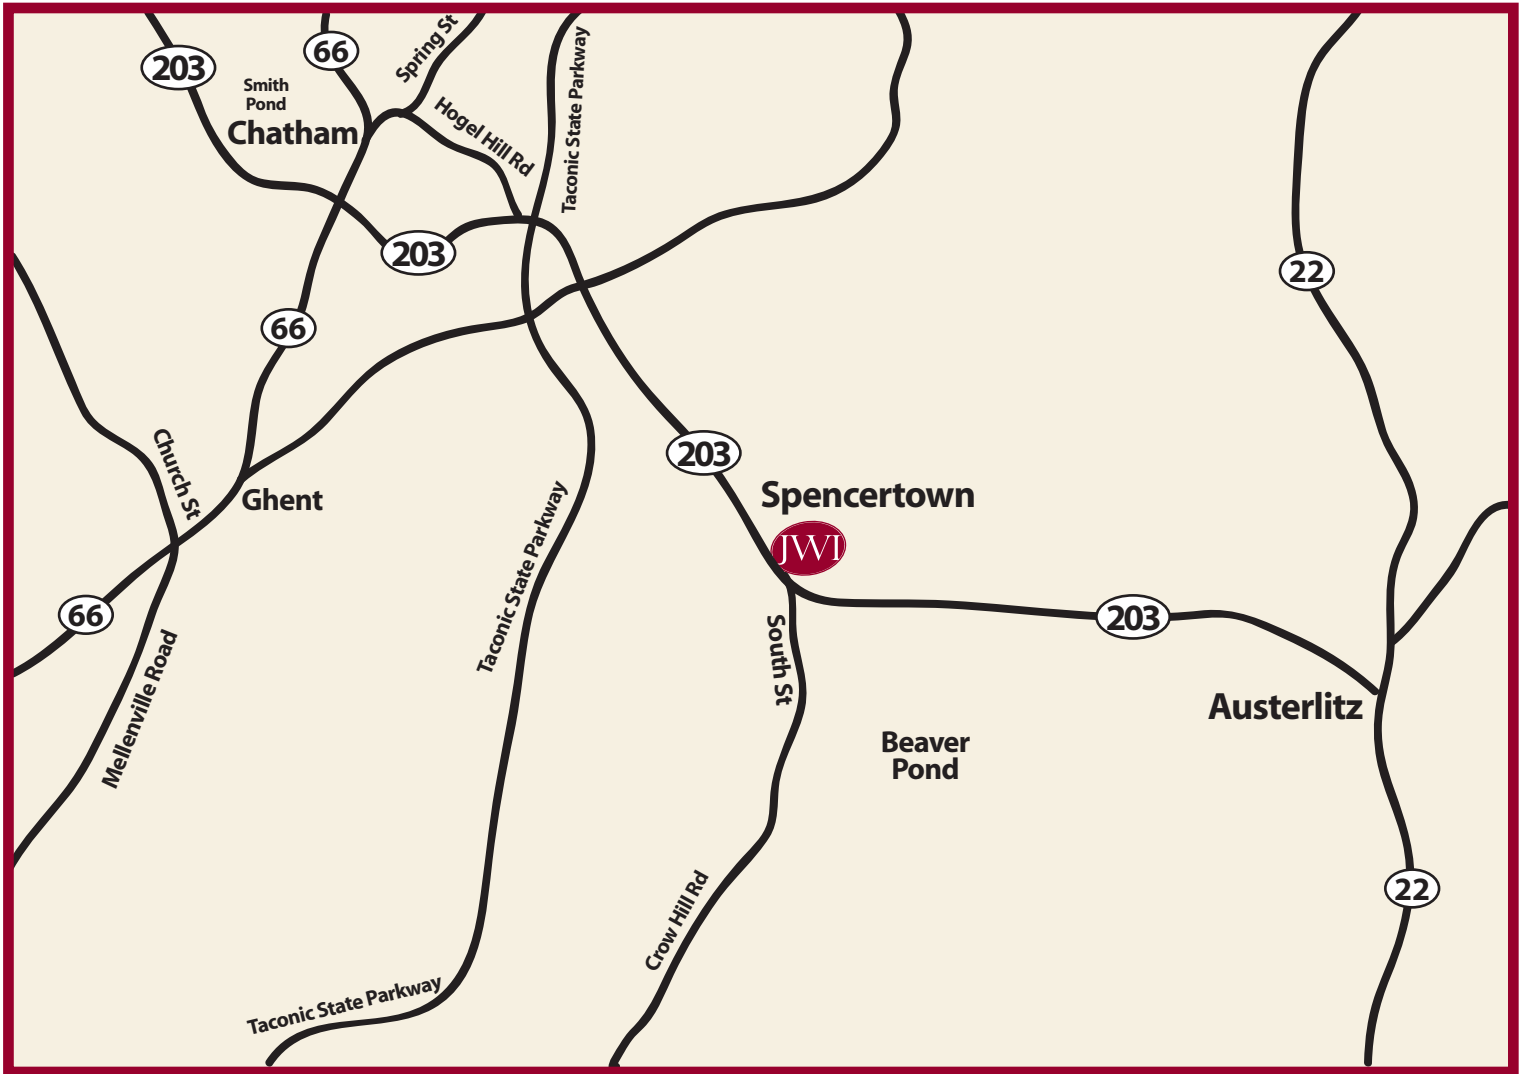 Spring St
66
203
Taconic State Parkway
Smith
Pond
Hogel Hill Rd
Chatham
203
22
66
Church St
203
Spencertown
Ghent
JWI
Taconic State Parkway
66
203
South St
Mellenville Road
Austerlitz
Beaver
Pond
22
Crow Hill Rd
Taconic State Parkway